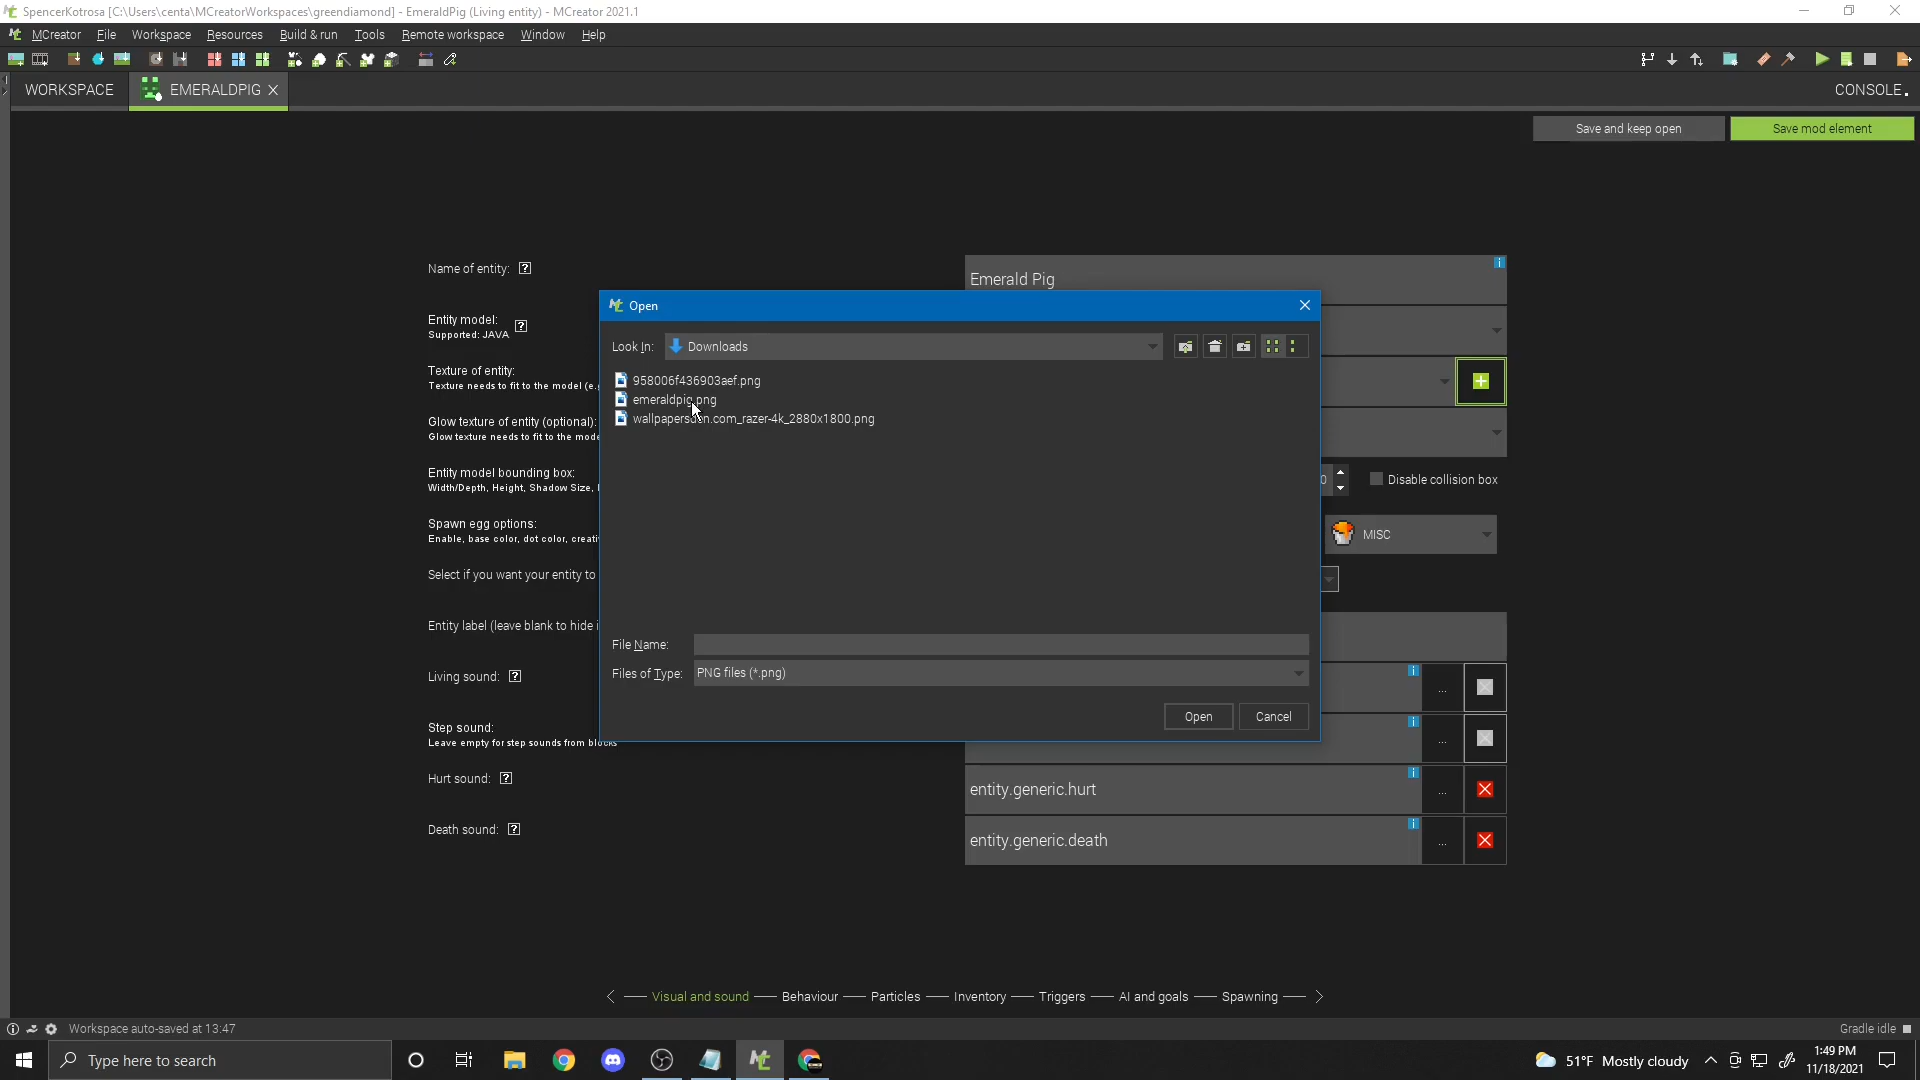 SpencerKotrosa [C:\Users\centa\MCreatorWorkspaces\greendiamond] - EmeraldPig (Living entity) - MCreator 2021.1
MCreator File Workspace Resources Build & run Tools Remote workspace Window Help
WORKSPACE EMERALDPIG CONSOLE
Save and keep open Save mod element
Name of entity: ? Emerald Pig
Entity model: ?
Supported: JAVA
Texture of entity:
Texture needs to fit to the model (e.
Glow texture of entity (optional):
Glow texture needs to fit to the mode
Entity model bounding box:
Width/Depth, Height, Shadow Size,
0 Disable collision box
Spawn egg options:
Enable, base color, dot color, creati
MISC
Select if you want your entity to
Entity label (leave blank to hide i
Living sound: ?
Step sound:
Leave empty for step sounds from blocks
Hurt sound: ? entity.generic.hurt ...
Death sound: ? entity.generic.death ...
Open
Look In: Downloads
958006f436903aef.png
emeraldpig.png
wallpapersden.com_razer-4k_2880x1800.png
File Name:
Files of Type: PNG files (*.png)
Open Cancel
Visual and sound Behaviour Particles Inventory Triggers AI and goals Spawning
Workspace auto-saved at 13:47 Gradle idle
Type here to search 51°F Mostly cloudy 1:49 PM
11/18/2021